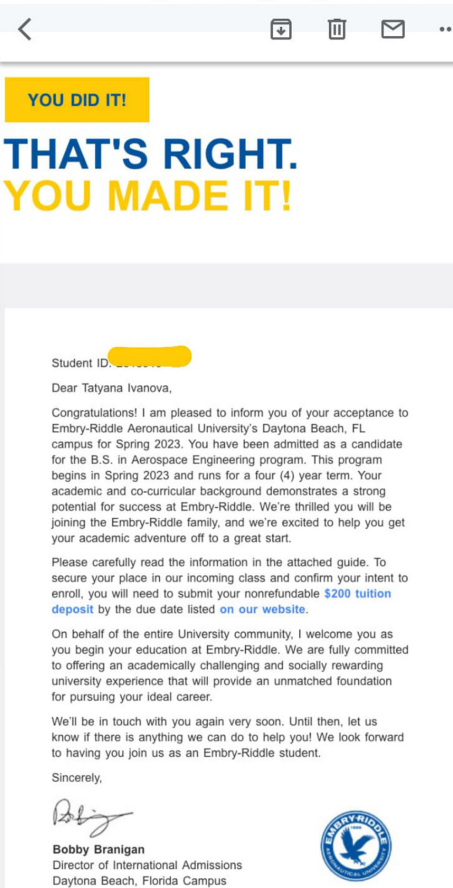 YOU DID IT!
THAT'S RIGHT.
YOU MADE IT!
Student ID:
Dear Tatyana Ivanova,
Congratulations! I am pleased to inform you of your acceptance to
Embry-Riddle Aeronautical University's Daytona Beach, FL
campus for Spring 2023. You have been admitted as a candidate
for the B.S. in Aerospace Engineering program. This program
begins in Spring 2023 and runs for a four (4) year term. Your
academic and co-curricular background demonstrates a strong
potential for success at Embry-Riddle. We're thrilled you will be
joining the Embry-Riddle family, and we're excited to help you get
your academic adventure off to a great start.
Please carefully read the information in the attached guide. To
secure your place in our incoming class and confirm your intent to
enroll, you will need to submit your nonrefundable $200 tuition
deposit by the due date listed on our website.
On behalf of the entire University community, I welcome you as
you begin your education at Embry-Riddle. We are fully committed
to offering an academically challenging and socially rewarding
university experience that will provide an unmatched foundation
for pursuing your ideal career.
We'll be in touch with you again very soon. Until then, let us
know if there is anything we can do to help you! We look forward
to having you join us as an Embry-Riddle student.
Sincerely,
Bobby Branigan
Director of International Admissions
Daytona Beach, Florida Campus
EMBRY-RIDDLE
AERONAUTICAL UNIVERSITY